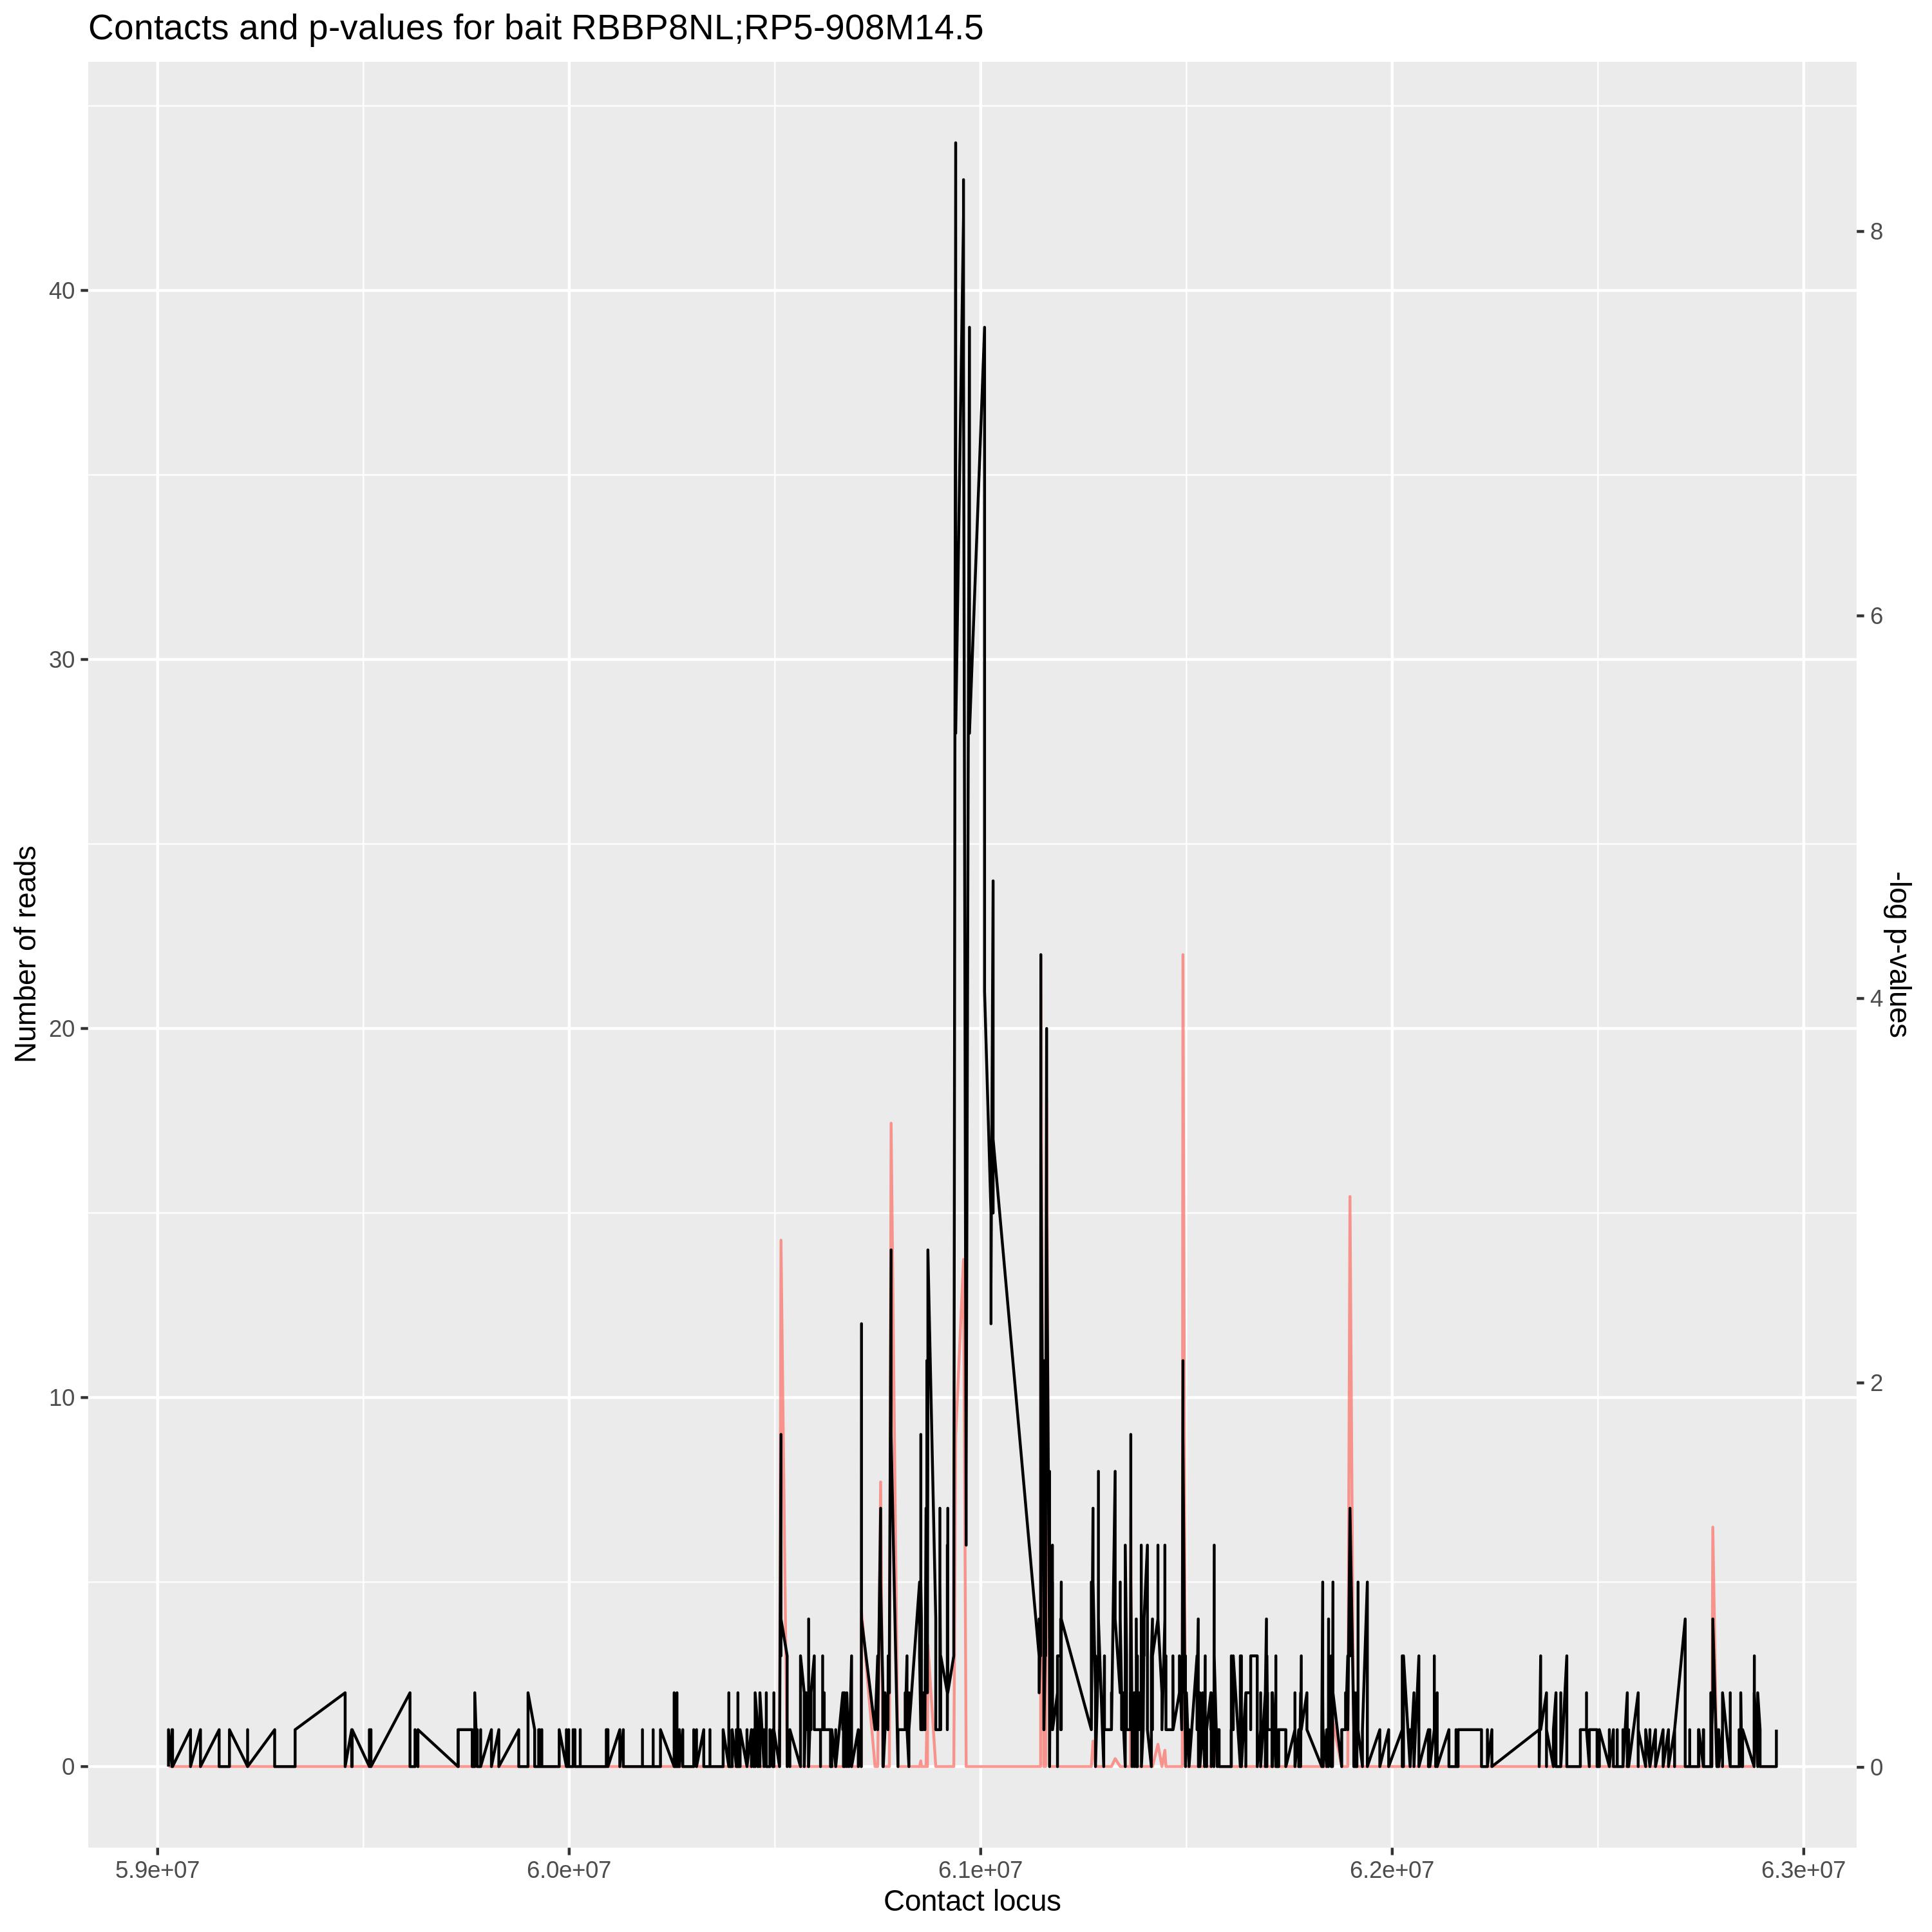 Contacts and p-values for bait RBBP8NL;RP5-908M14.5
40
30
20
10
0
Number of reads
8
6
4
2
0
-log p-values
5.9e+07
6.0e+07
6.1e+07
6.2e+07
6.3e+07
Contact locus